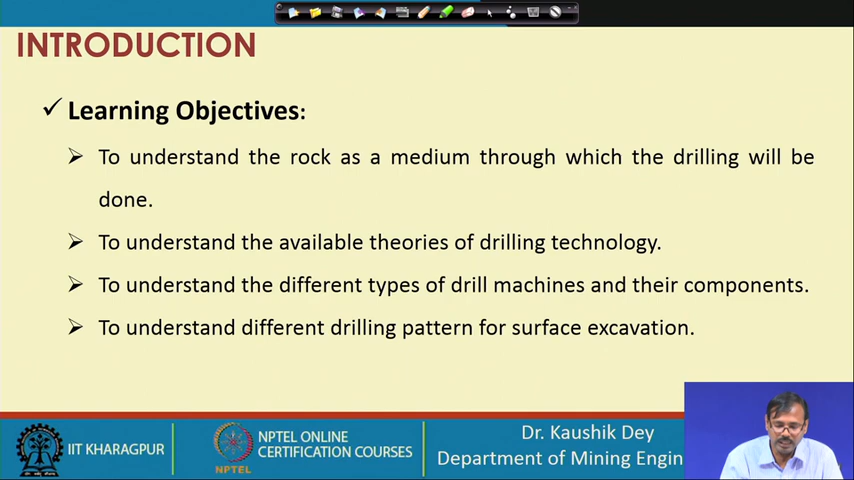 INTRODUCTION
✓ Learning Objectives:
➢ To understand the rock as a medium through which the drilling will be
done.
➢ To understand the available theories of drilling technology.
➢ To understand the different types of drill machines and their components.
➢ To understand different drilling pattern for surface excavation.
IIT KHARAGPUR
NPTEL
NPTEL ONLINE
CERTIFICATION COURSES
Dr. Kaushik Dey
Department of Mining Engin